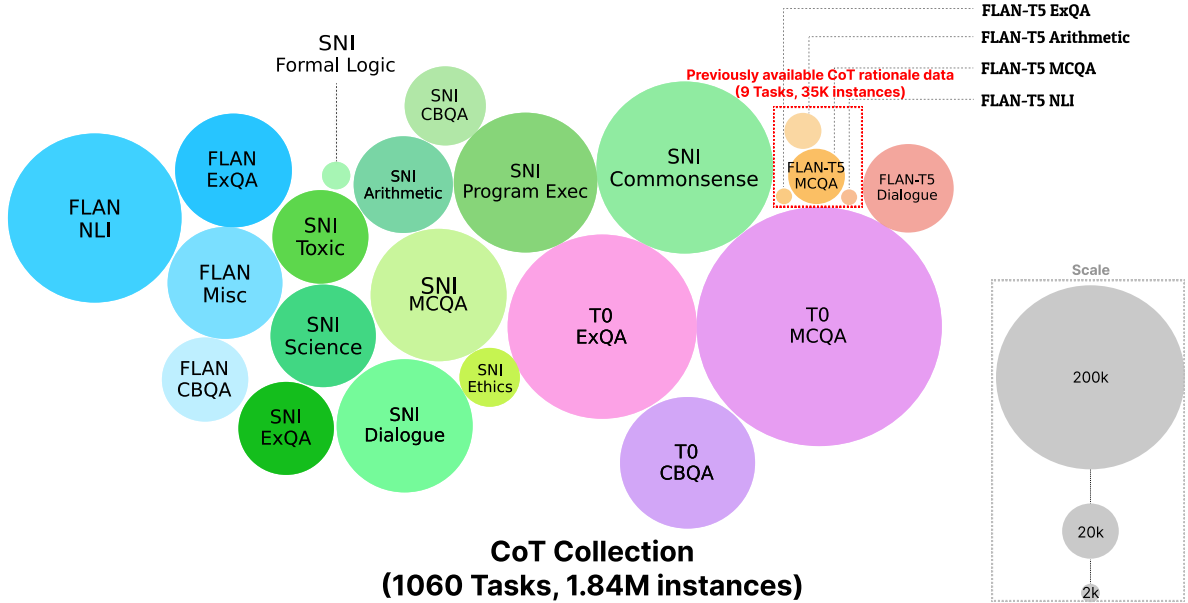 FLAN-T5 ExQA
FLAN-T5 Arithmetic
FLAN-T5 MCQA
FLAN-T5 NLI
Previously available CoT rationale data
(9 Tasks, 35K instances)
SNI
Formal Logic
SNI
CBQA
FLAN
ExQA
FLAN
NLI
SNI
Arithmetic
SNI
Program Exec
SNI
Commonsense
FLAN-T5
MCQA
FLAN-T5
Dialogue
SNI
Toxic
FLAN
Misc
SNI
MCQA
SNI
Science
T0
ExQA
T0
MCQA
FLAN
CBQA
SNI
Ethics
SNI
ExQA
SNI
Dialogue
T0
CBQA
Scale
200k
20k
2k
CoT Collection
(1060 Tasks, 1.84M instances)